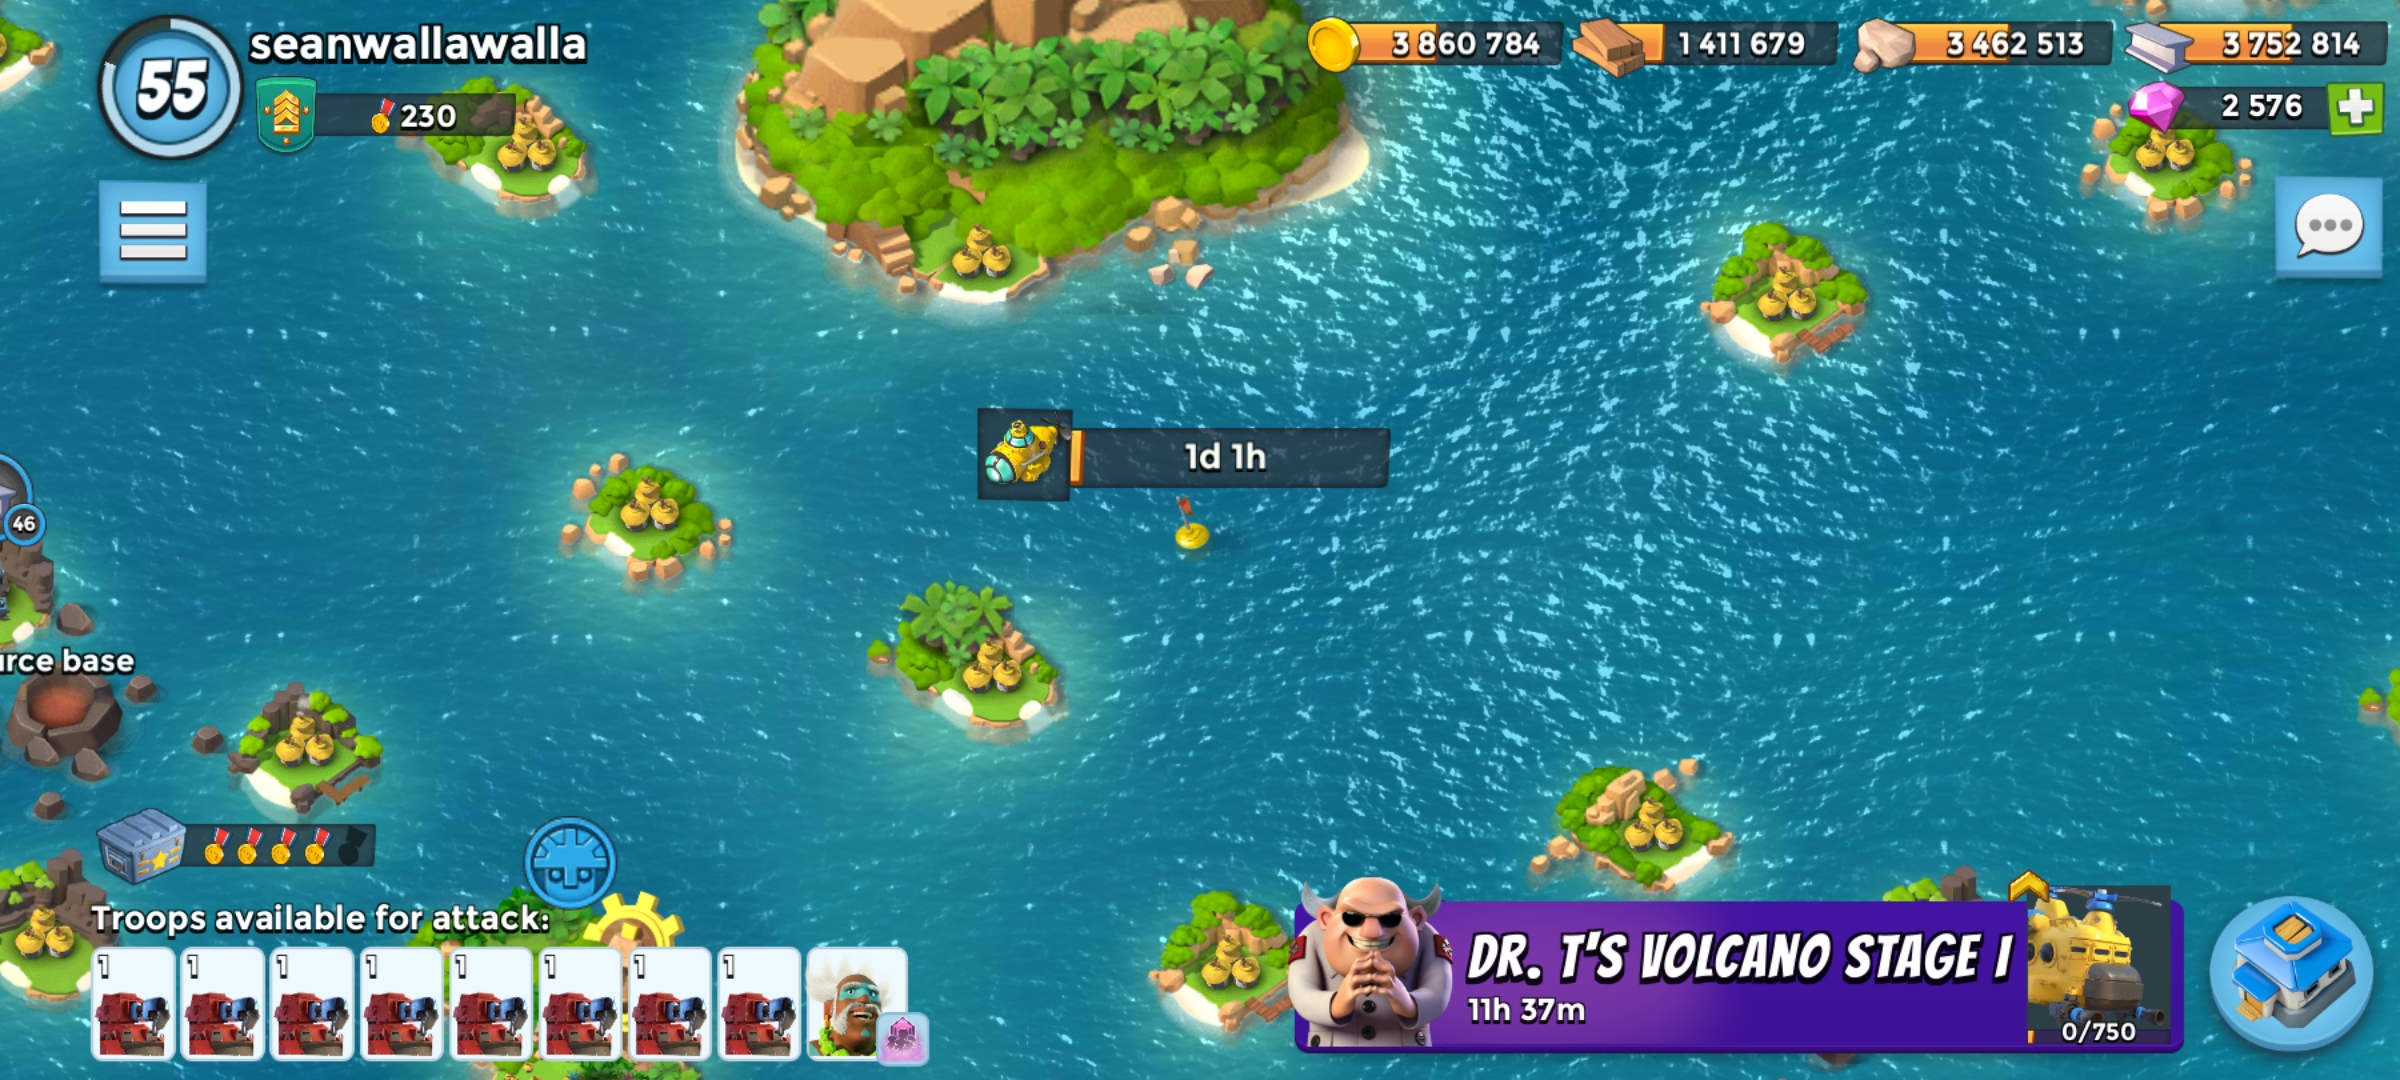 55
seanwallawalla
230
3 860 784
1 411 679
3 462 513
3 752 814
2 576
1d 1h
46
rce base
Troops available for attack:
1 1 1 1 1 1 1 1
DR. T'S VOLCANO STAGE I
11h 37m
0/750